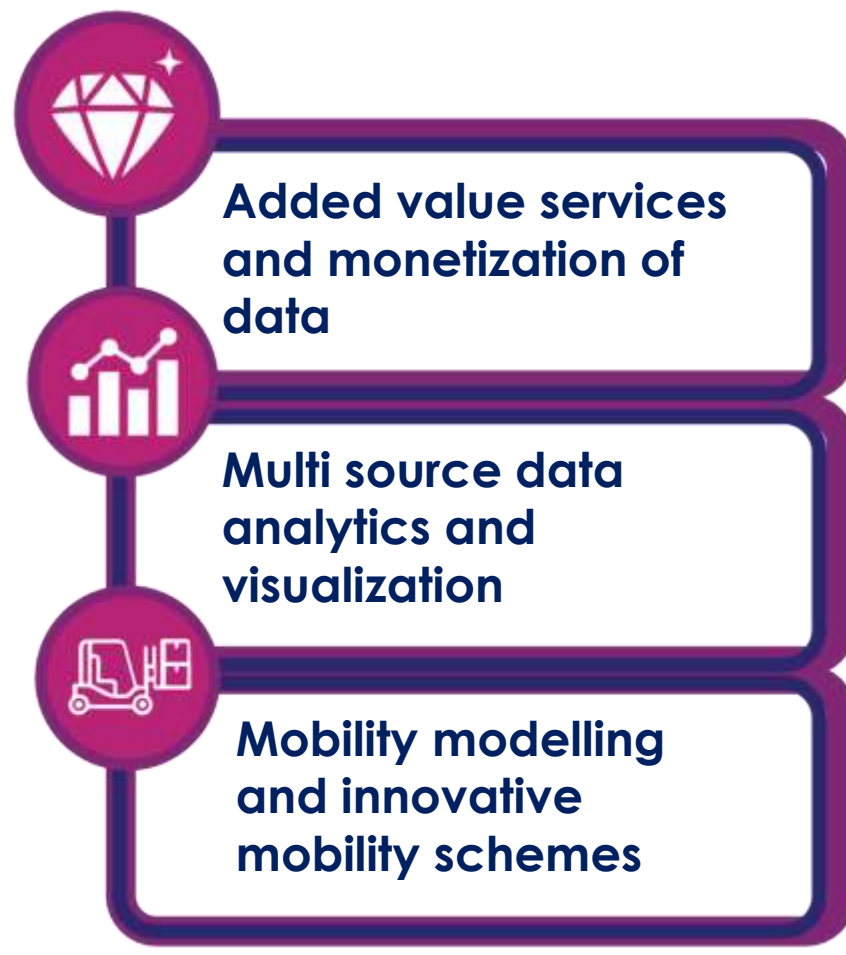 Added value services
and monetization of
data
Multi source data
analytics and
visualization
Mobility modelling
and innovative
mobility schemes